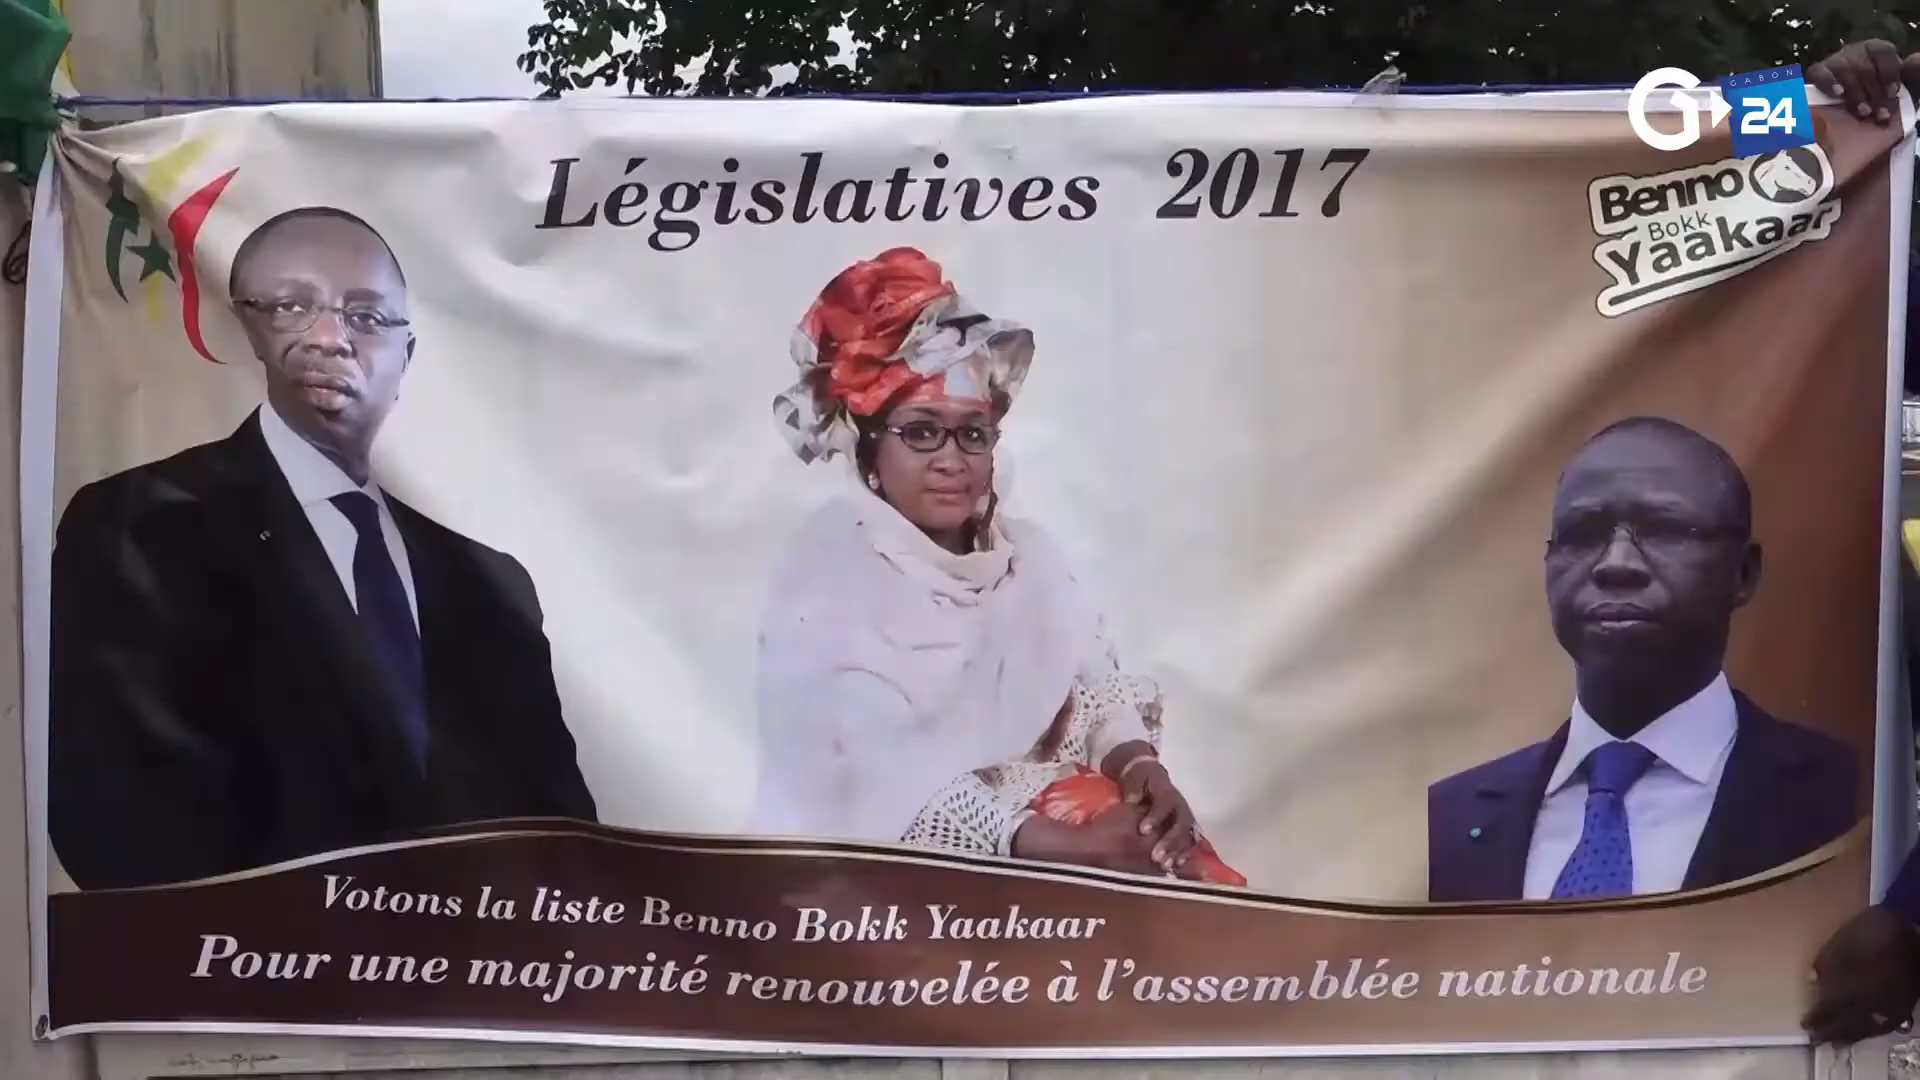 GABON
G 24
Législatives 2017
Benno
Bokk
Yaakaar
Votons la liste Benno Bokk Yaakaar
Pour une majorité renouvelée à l'assemblée nationale